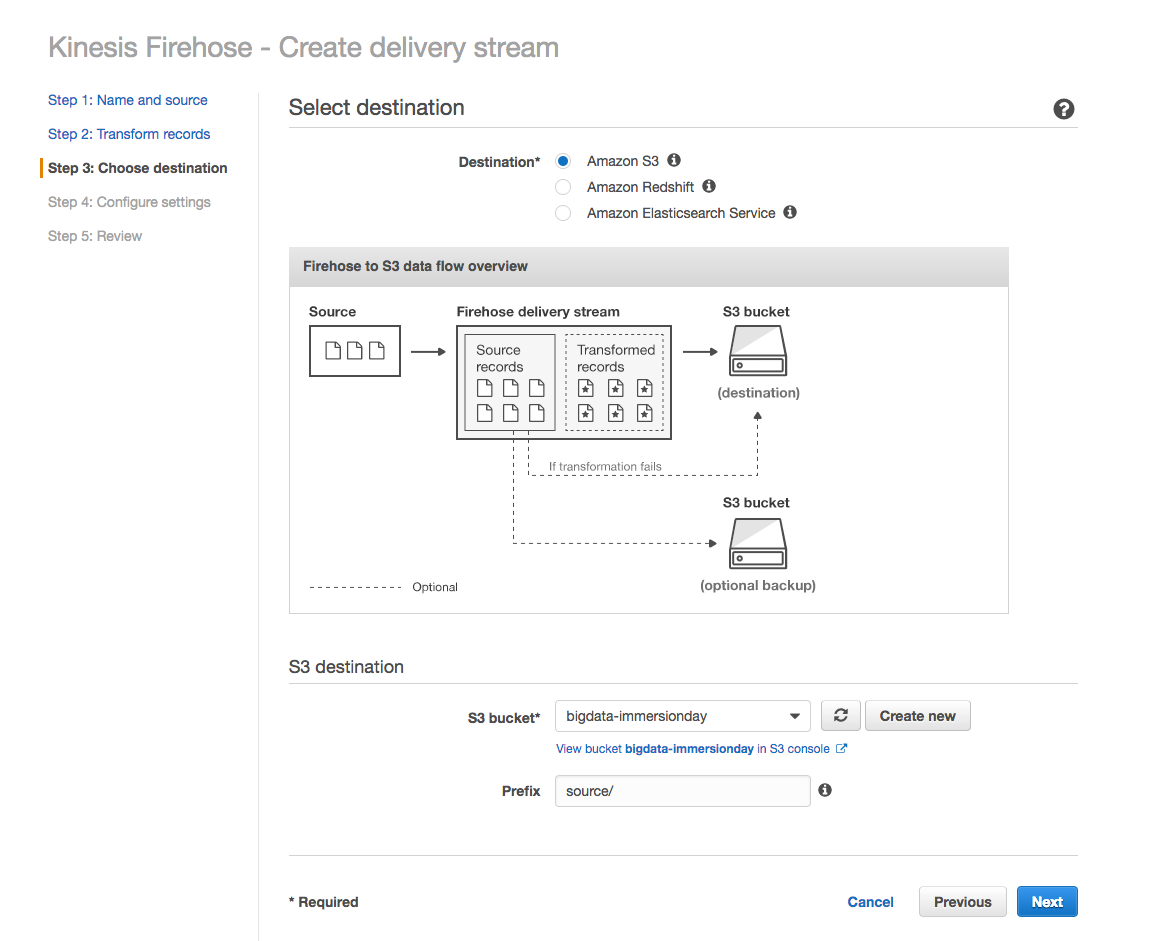 Kinesis Firehose - Create delivery stream
Step 1: Name and source
Step 2: Transform records
Step 3: Choose destination
Step 4: Configure settings
Step 5: Review
Select destination
Destination*
Amazon S3
Amazon Redshift
Amazon Elasticsearch Service
Firehose to S3 data flow overview
Source
Firehose delivery stream
S3 bucket
Source
records
Transformed
records
(destination)
If transformation fails
S3 bucket
(optional backup)
Optional
S3 destination
S3 bucket*
bigdata-immersionday
Create new
View bucket bigdata-immersionday in S3 console
Prefix
source/
* Required
Cancel
Previous
Next